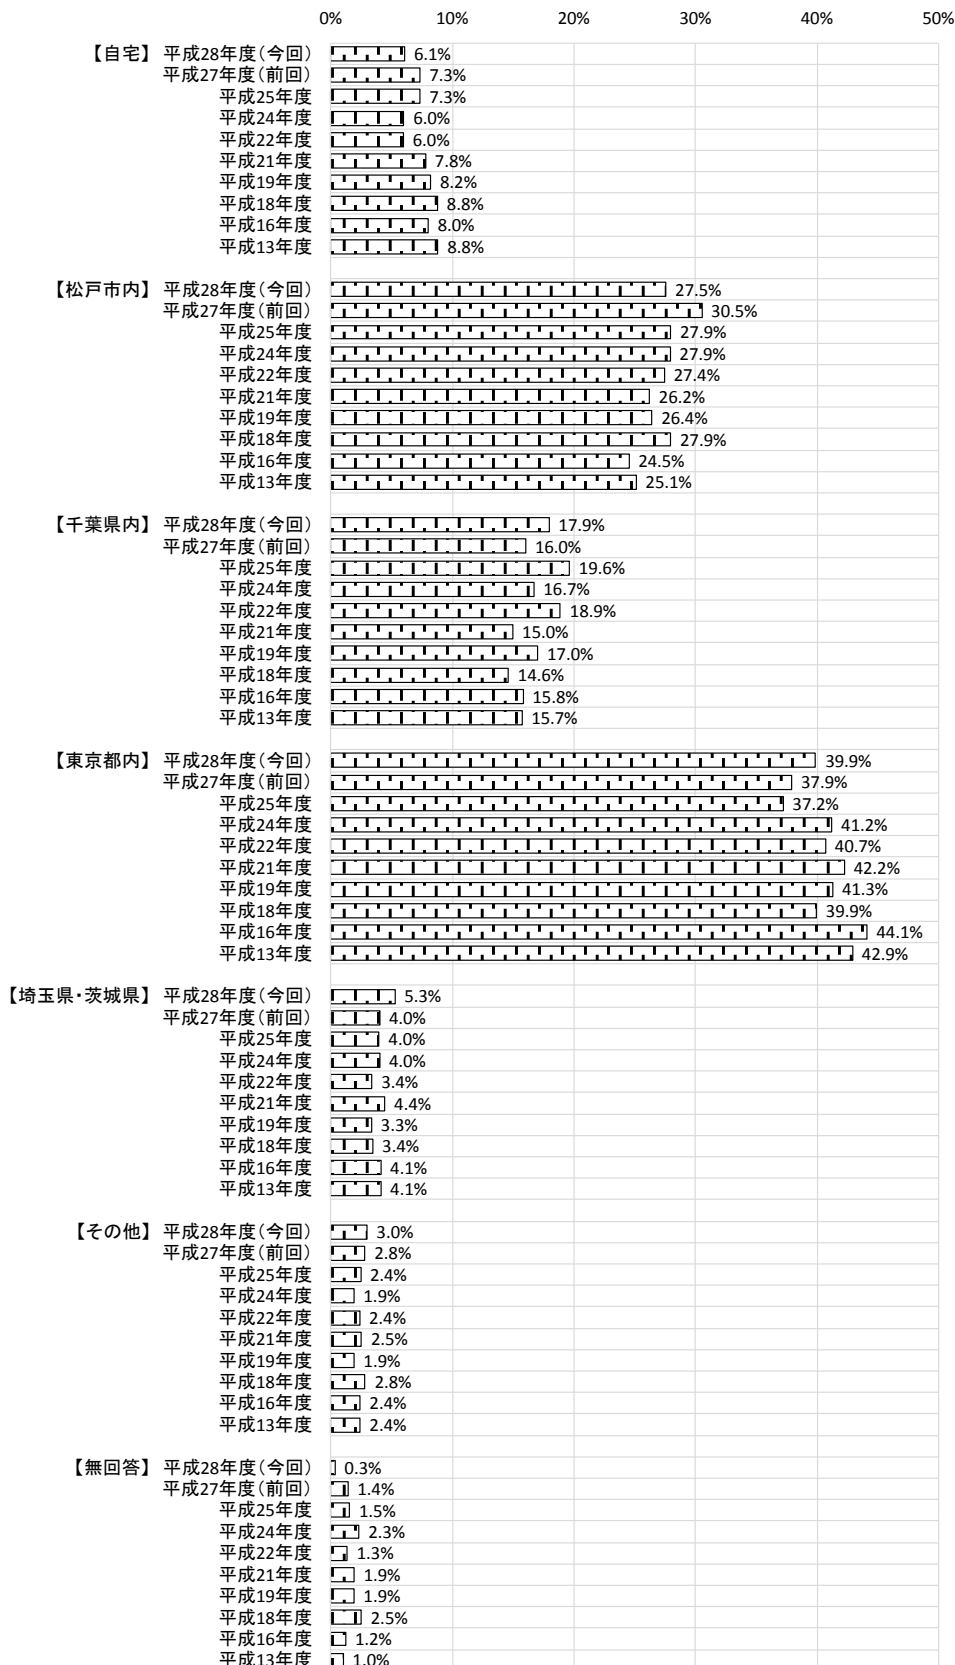 0% 10% 20% 30% 40% 50%
【自宅】 平成28年度(今回) 6.1%
平成27年度(前回) 7.3%
平成25年度 7.3%
平成24年度 6.0%
平成22年度 6.0%
平成21年度 7.8%
平成19年度 8.2%
平成18年度 8.8%
平成16年度 8.0%
平成13年度 8.8%
【松戸市内】 平成28年度(今回) 27.5%
平成27年度(前回) 30.5%
平成25年度 27.9%
平成24年度 27.9%
平成22年度 27.4%
平成21年度 26.2%
平成19年度 26.4%
平成18年度 27.9%
平成16年度 24.5%
平成13年度 25.1%
【千葉県内】 平成28年度(今回) 17.9%
平成27年度(前回) 16.0%
平成25年度 19.6%
平成24年度 16.7%
平成22年度 18.9%
平成21年度 15.0%
平成19年度 17.0%
平成18年度 14.6%
平成16年度 15.8%
平成13年度 15.7%
【東京都内】 平成28年度(今回) 39.9%
平成27年度(前回) 37.9%
平成25年度 37.2%
平成24年度 41.2%
平成22年度 40.7%
平成21年度 42.2%
平成19年度 41.3%
平成18年度 39.9%
平成16年度 44.1%
平成13年度 42.9%
【埼玉県・茨城県】 平成28年度(今回) 5.3%
平成27年度(前回) 4.0%
平成25年度 4.0%
平成24年度 4.0%
平成22年度 3.4%
平成21年度 4.4%
平成19年度 3.3%
平成18年度 3.4%
平成16年度 4.1%
平成13年度 4.1%
【その他】 平成28年度(今回) 3.0%
平成27年度(前回) 2.8%
平成25年度 2.4%
平成24年度 1.9%
平成22年度 2.4%
平成21年度 2.5%
平成19年度 1.9%
平成18年度 2.8%
平成16年度 2.4%
平成13年度 2.4%
【無回答】 平成28年度(今回) 0.3%
平成27年度(前回) 1.4%
平成25年度 1.5%
平成24年度 2.3%
平成22年度 1.3%
平成21年度 1.9%
平成19年度 1.9%
平成18年度 2.5%
平成16年度 1.2%
平成13年度 1.0%